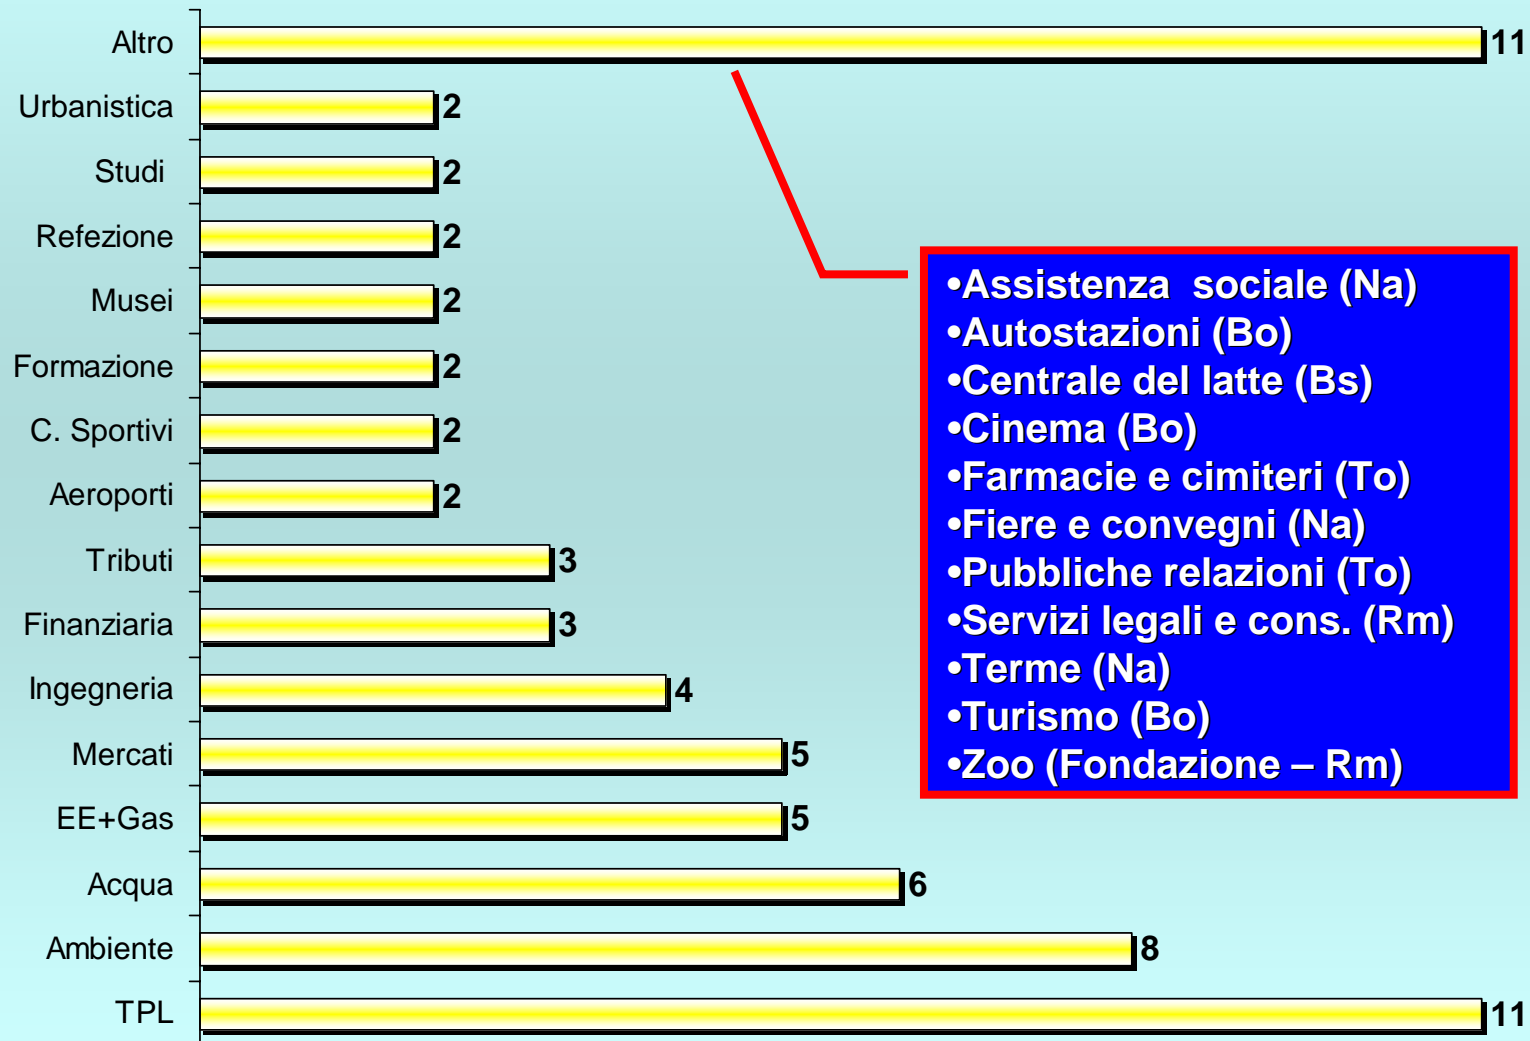 Altro 11
Urbanistica 2
Studi 2
Refezione 2
Musei 2
Formazione 2
C. Sportivi 2
Aeroporti 2
Tributi 3
Finanziaria 3
Ingegneria 4
Mercati 5
EE+Gas 5
Acqua 6
Ambiente 8
TPL 11
•Assistenza sociale (Na)
•Autostazioni (Bo)
•Centrale del latte (Bs)
•Cinema (Bo)
•Farmacie e cimiteri (To)
•Fiere e convegni (Na)
•Pubbliche relazioni (To)
•Servizi legali e cons. (Rm)
•Terme (Na)
•Turismo (Bo)
•Zoo (Fondazione – Rm)